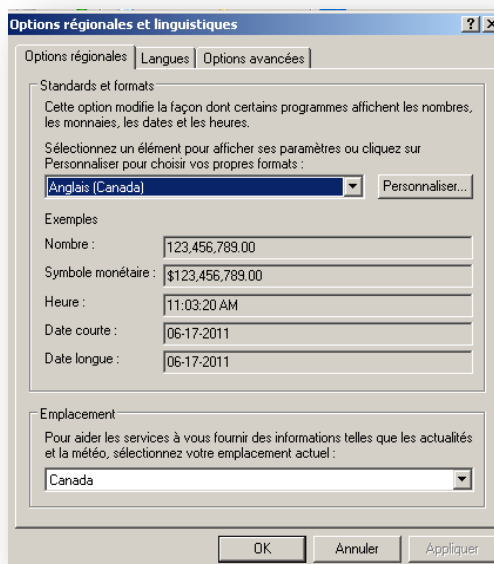 Options régionales et linguistiques
Options régionales Langues Options avancées
Standards et formats
Cette option modifie la façon dont certains programmes affichent les nombres,
les monnaies, les dates et les heures.
Sélectionnez un élément pour afficher ses paramètres ou cliquez sur
Personnaliser pour choisir vos propres formats :
Anglais (Canada) Personnaliser...
Exemples
Nombre : 123,456,789.00
Symbole monétaire : $123,456,789.00
Heure : 11:03:20 AM
Date courte : 06-17-2011
Date longue : 06-17-2011
Emplacement
Pour aider les services à vous fournir des informations telles que les actualités
et la météo, sélectionnez votre emplacement actuel :
Canada
OK Annuler Appliquer